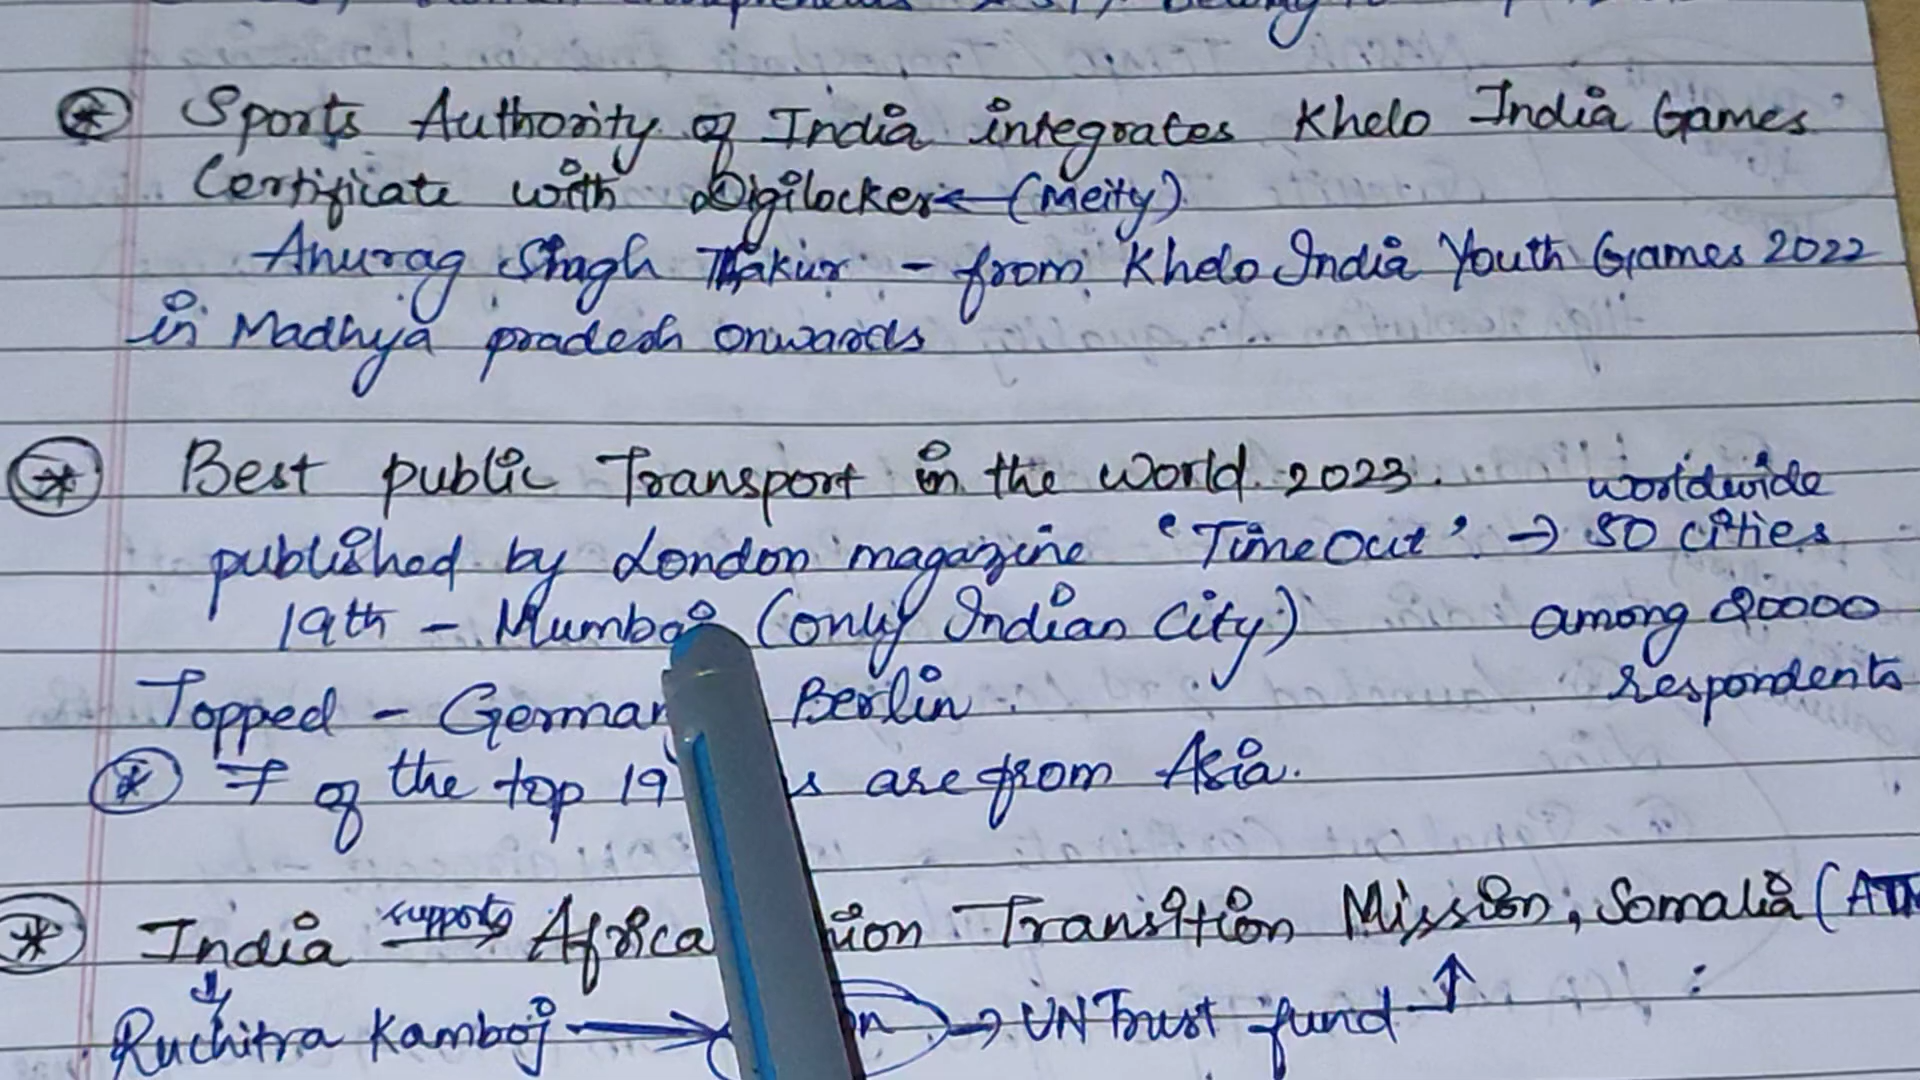 Sports Authority of India integrates Khelo India Games
Certificate with Digilocker ← (Meity)
Anurag Singh Thakur - from Khelo India Youth Games 2022
in Madhya pradesh onwards
Best public Transport in the world 2023.
published by London magazine 'TimeOut' → 50 cities
worldwide
19th - Mumbai (only Indian City)
among 20000
respondents
Topped - German Berlin.
7 of the top 19 s are from Asia.
India supports Africa ion Transition Mission, Somalia (AT
Ruchitra Kamboj → → UN Trust fund ↑